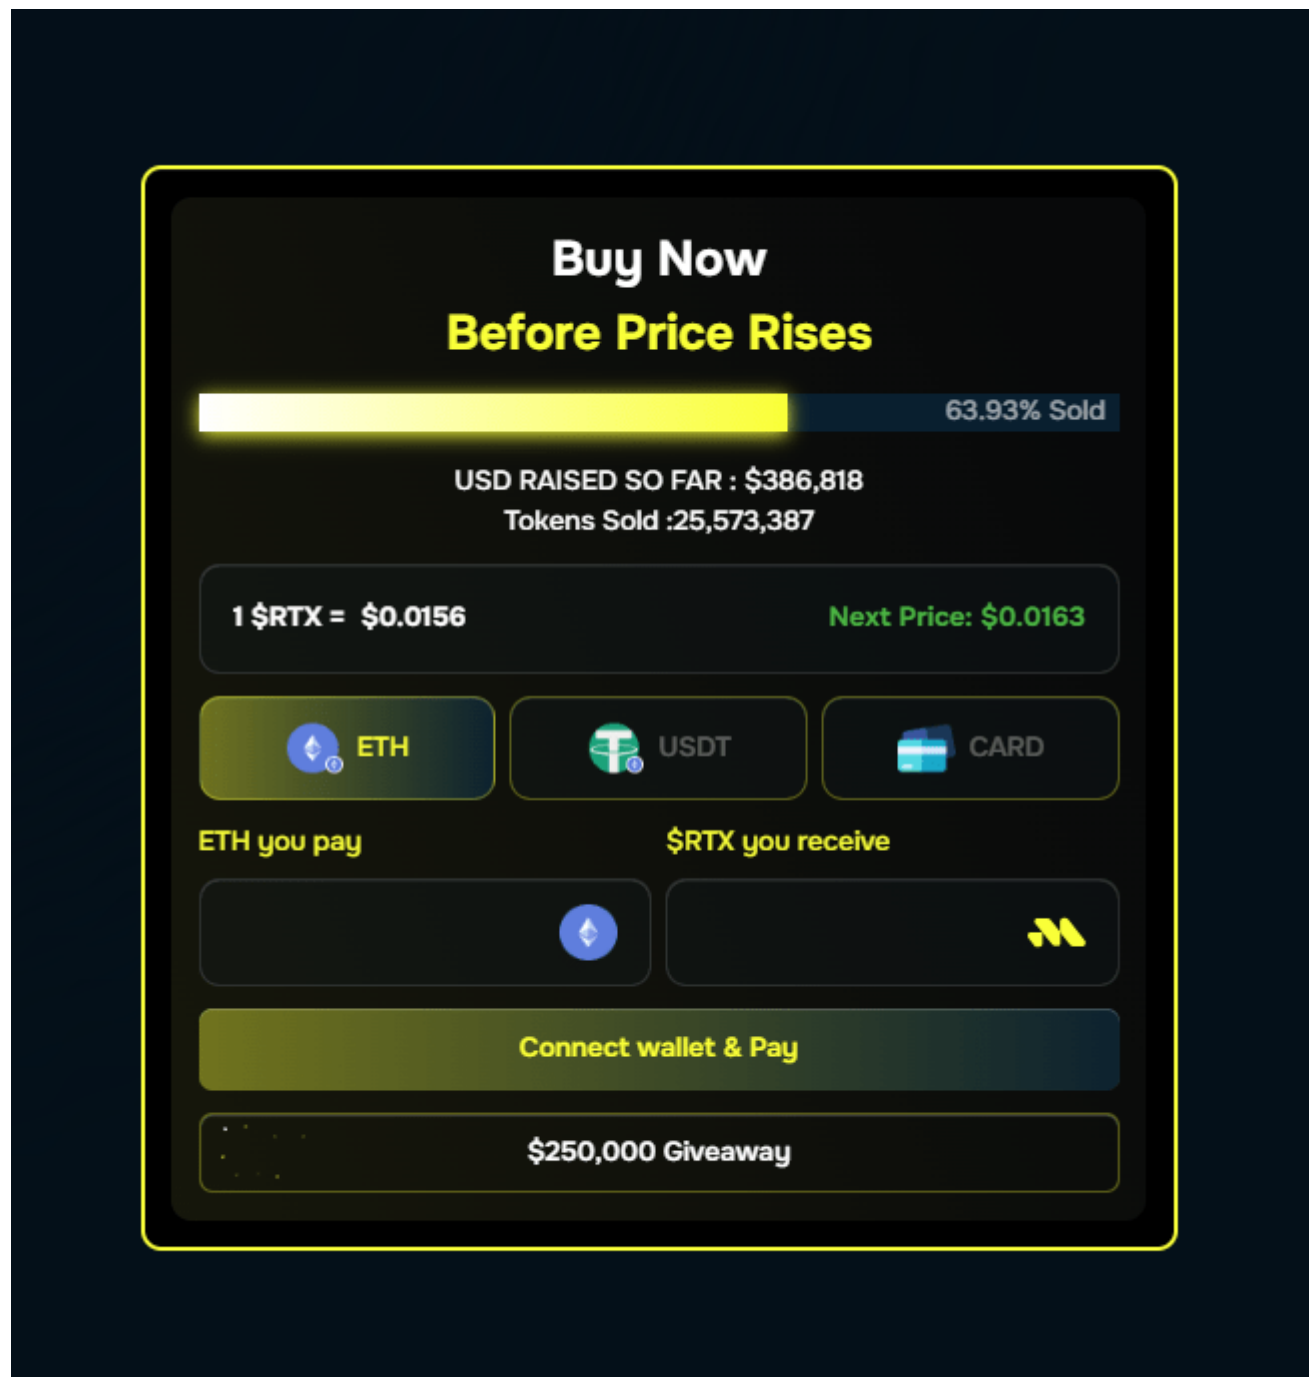 Buy Now
Before Price Rises
63.93% Sold
USD RAISED SO FAR : $386,818
Tokens Sold :25,573,387
1 $RTX = $0.0156 Next Price: $0.0163
ETH USDT CARD
ETH you pay $RTX you receive
Connect wallet & Pay
$250,000 Giveaway